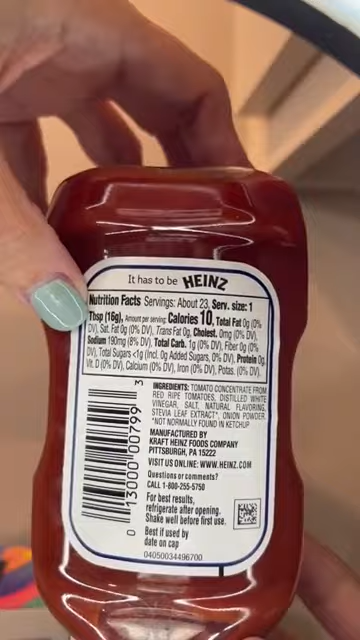 It has to be HEINZ
Nutrition Facts Servings: About 23, Serv. size: 1
Tbsp (16g), Amount per serving: Calories 10, Total Fat 0g (0%
DV), Sat. Fat 0g (0% DV), Trans Fat 0g, Cholest. 0mg (0% DV),
Sodium 190mg (8% DV), Total Carb. 1g (0% DV), Fiber 0g (0%
DV), Total Sugars <1g (Incl. 0g Added Sugars, 0% DV), Protein 0g,
Vit. D (0% DV), Calcium (0% DV), Iron (0% DV), Potas. (0% DV).
INGREDIENTS: TOMATO CONCENTRATE FROM
RED RIPE TOMATOES, DISTILLED WHITE
VINEGAR, SALT, NATURAL FLAVORING,
STEVIA LEAF EXTRACT*, ONION POWDER.
*NOT NORMALLY FOUND IN KETCHUP
MANUFACTURED BY
KRAFT HEINZ FOODS COMPANY
PITTSBURGH, PA 15222
VISIT US ONLINE: WWW.HEINZ.COM
Questions or comments?
CALL 1-800-255-5750
For best results,
refrigerate after opening.
Shake well before first use.
Best if used by
date on cap
04050034496700
0 13000 00799 3